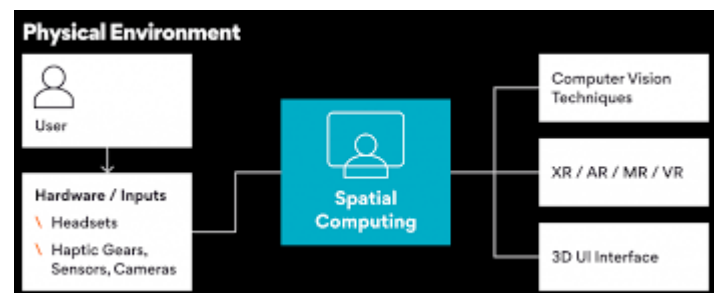 Physical Environment
User
Hardware / Inputs
\ Headsets
\ Haptic Gears,
Sensors, Cameras
Spatial
Computing
Computer Vision
Techniques
XR / AR / MR / VR
3D UI Interface